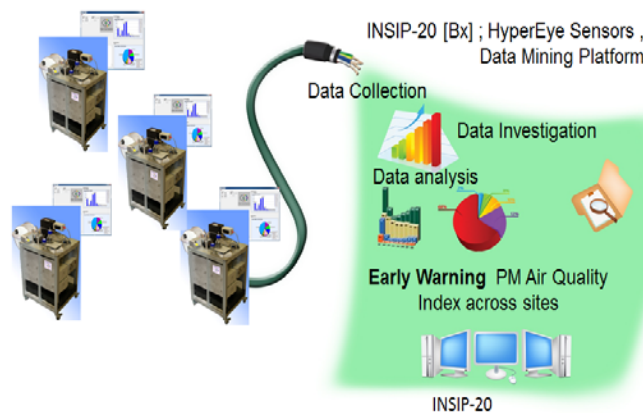 INSIP-20 [Bx] ; HyperEye Sensors ,
Data Mining Platform
Data Collection
Data Investigation
Data analysis
Early Warning PM Air Quality
Index across sites
INSIP-20